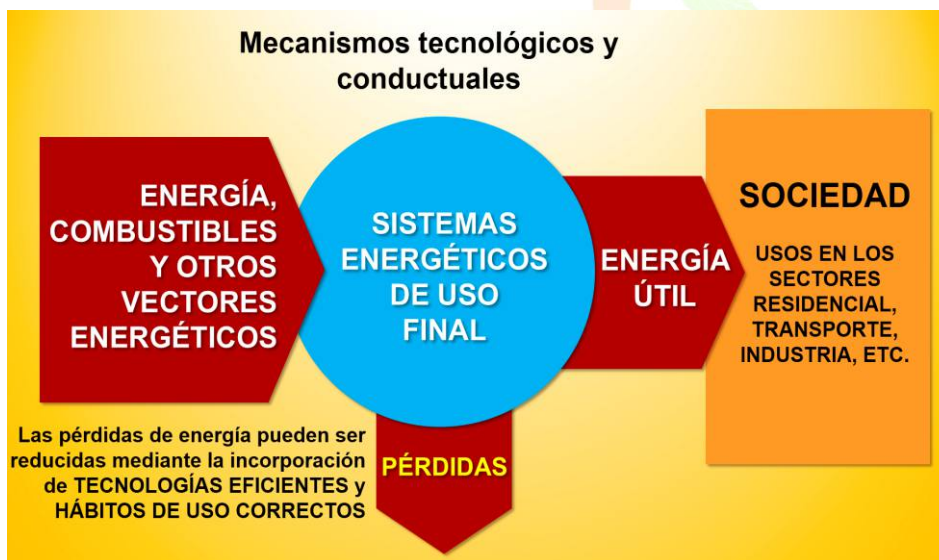 Mecanismos tecnológicos y
conductuales
ENERGÍA,
COMBUSTIBLES
Y OTROS
VECTORES
ENERGÉTICOS
SISTEMAS
ENERGÉTICOS
DE USO
FINAL
ENERGÍA
ÚTIL
SOCIEDAD
USOS EN LOS
SECTORES
RESIDENCIAL,
TRANSPORTE,
INDUSTRIA, ETC.
Las pérdidas de energía pueden ser
reducidas mediante la incorporación
de TECNOLOGÍAS EFICIENTES y
HÁBITOS DE USO CORRECTOS
PÉRDIDAS